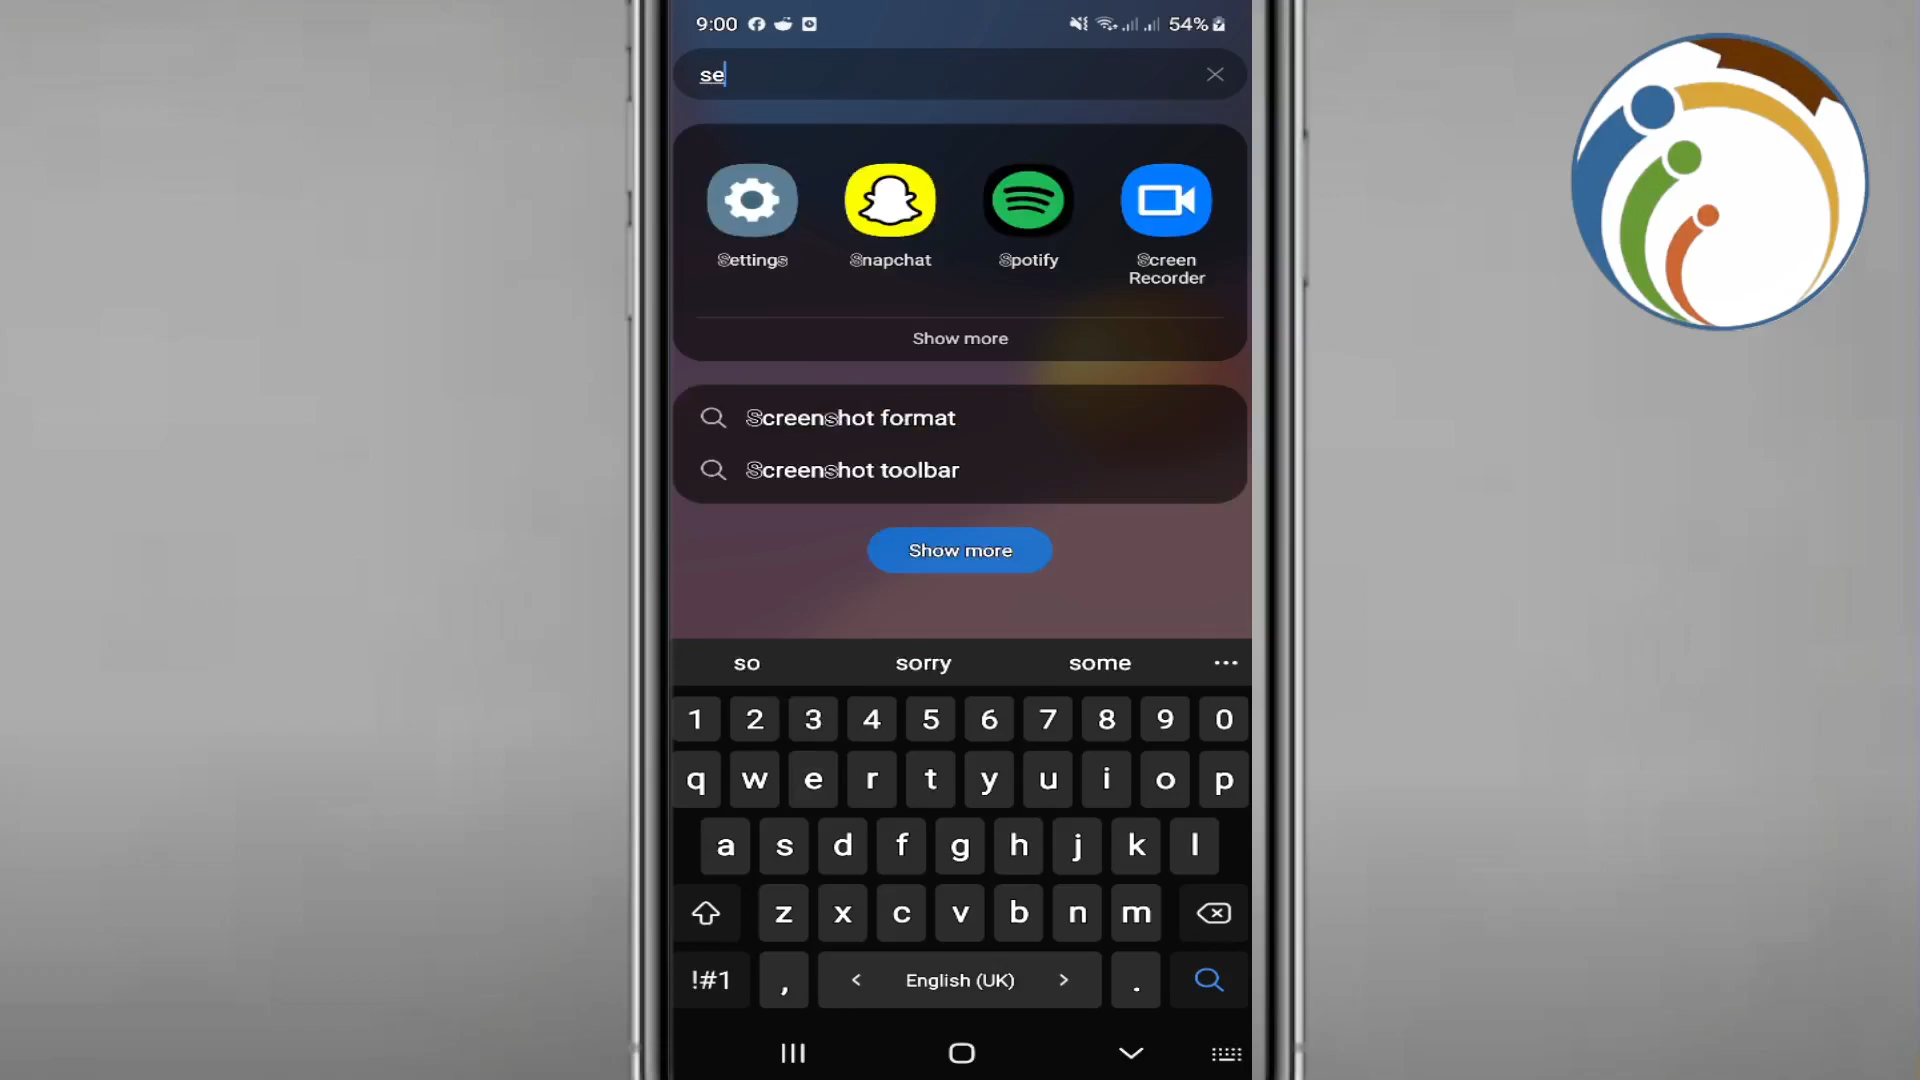 9:00
54%
se
Settings
Snapchat
Spotify
Screen
Recorder
Show more
Screenshot format
Screenshot toolbar
Show more
so sorry some
1 2 3 4 5 6 7 8 9 0
q w e r t y u i o p
a s d f g h j k l
z x c v b n m
!#1 , < English (UK) > .